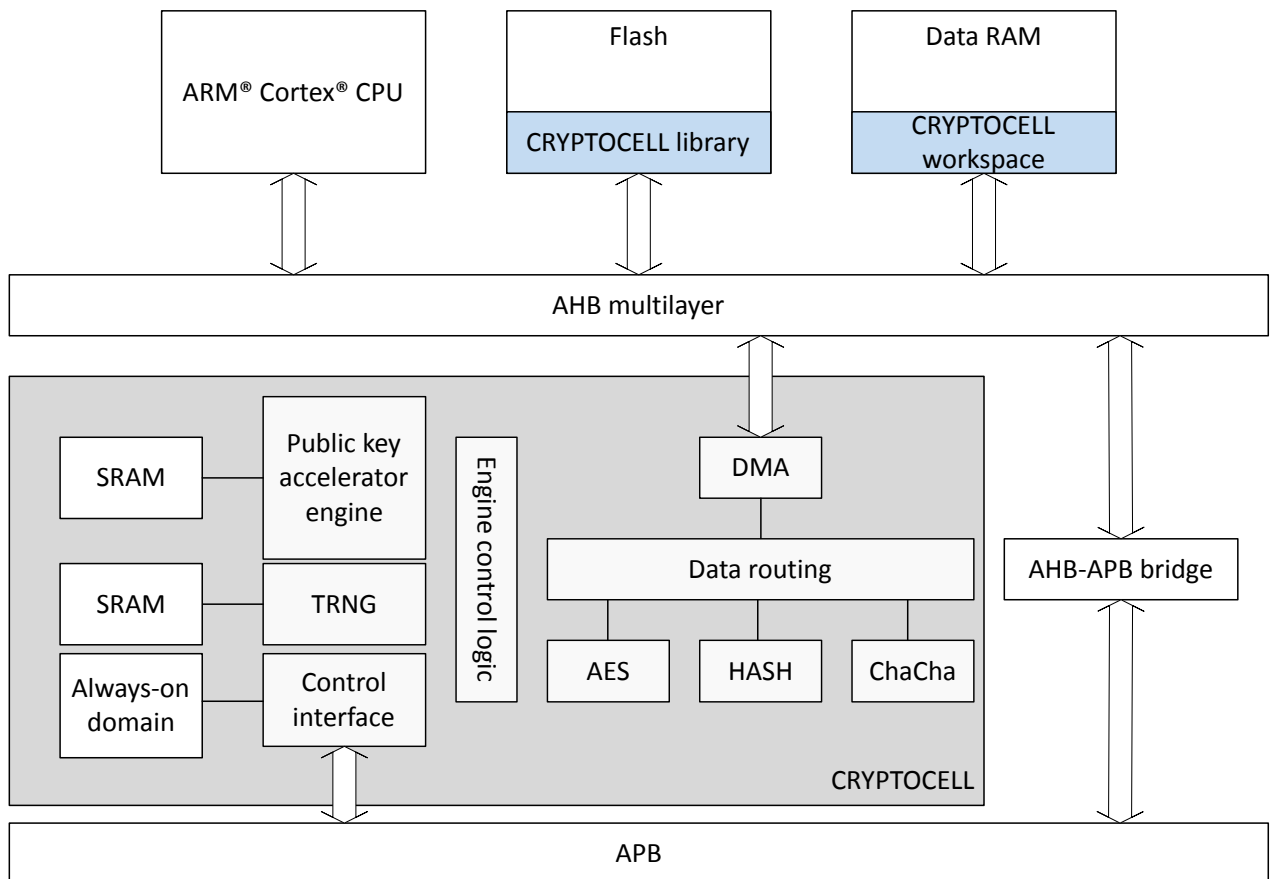 ARM® Cortex® CPU
Flash
CRYPTOCELL library
Data RAM
CRYPTOCELL
workspace
AHB multilayer
SRAM
Public key
accelerator
engine
SRAM
TRNG
Always-on
domain
Control
interface
Engine control logic
DMA
Data routing
AES
HASH
ChaCha
CRYPTOCELL
AHB-APB bridge
APB